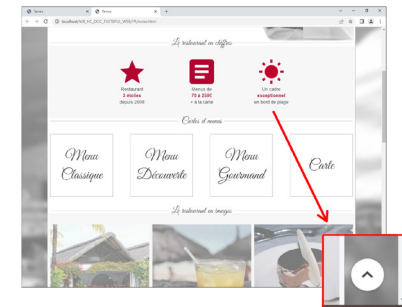 Le restaurant en chiffres
Restaurant
2 étoiles
depuis 2008
Menus de
70 à 250€
+ à la carte
Un cadre
exceptionnel
en bord de plage
Cartes et menus
Menu
Classique
Menu
Découverte
Menu
Gourmand
Carte
Le restaurant en images